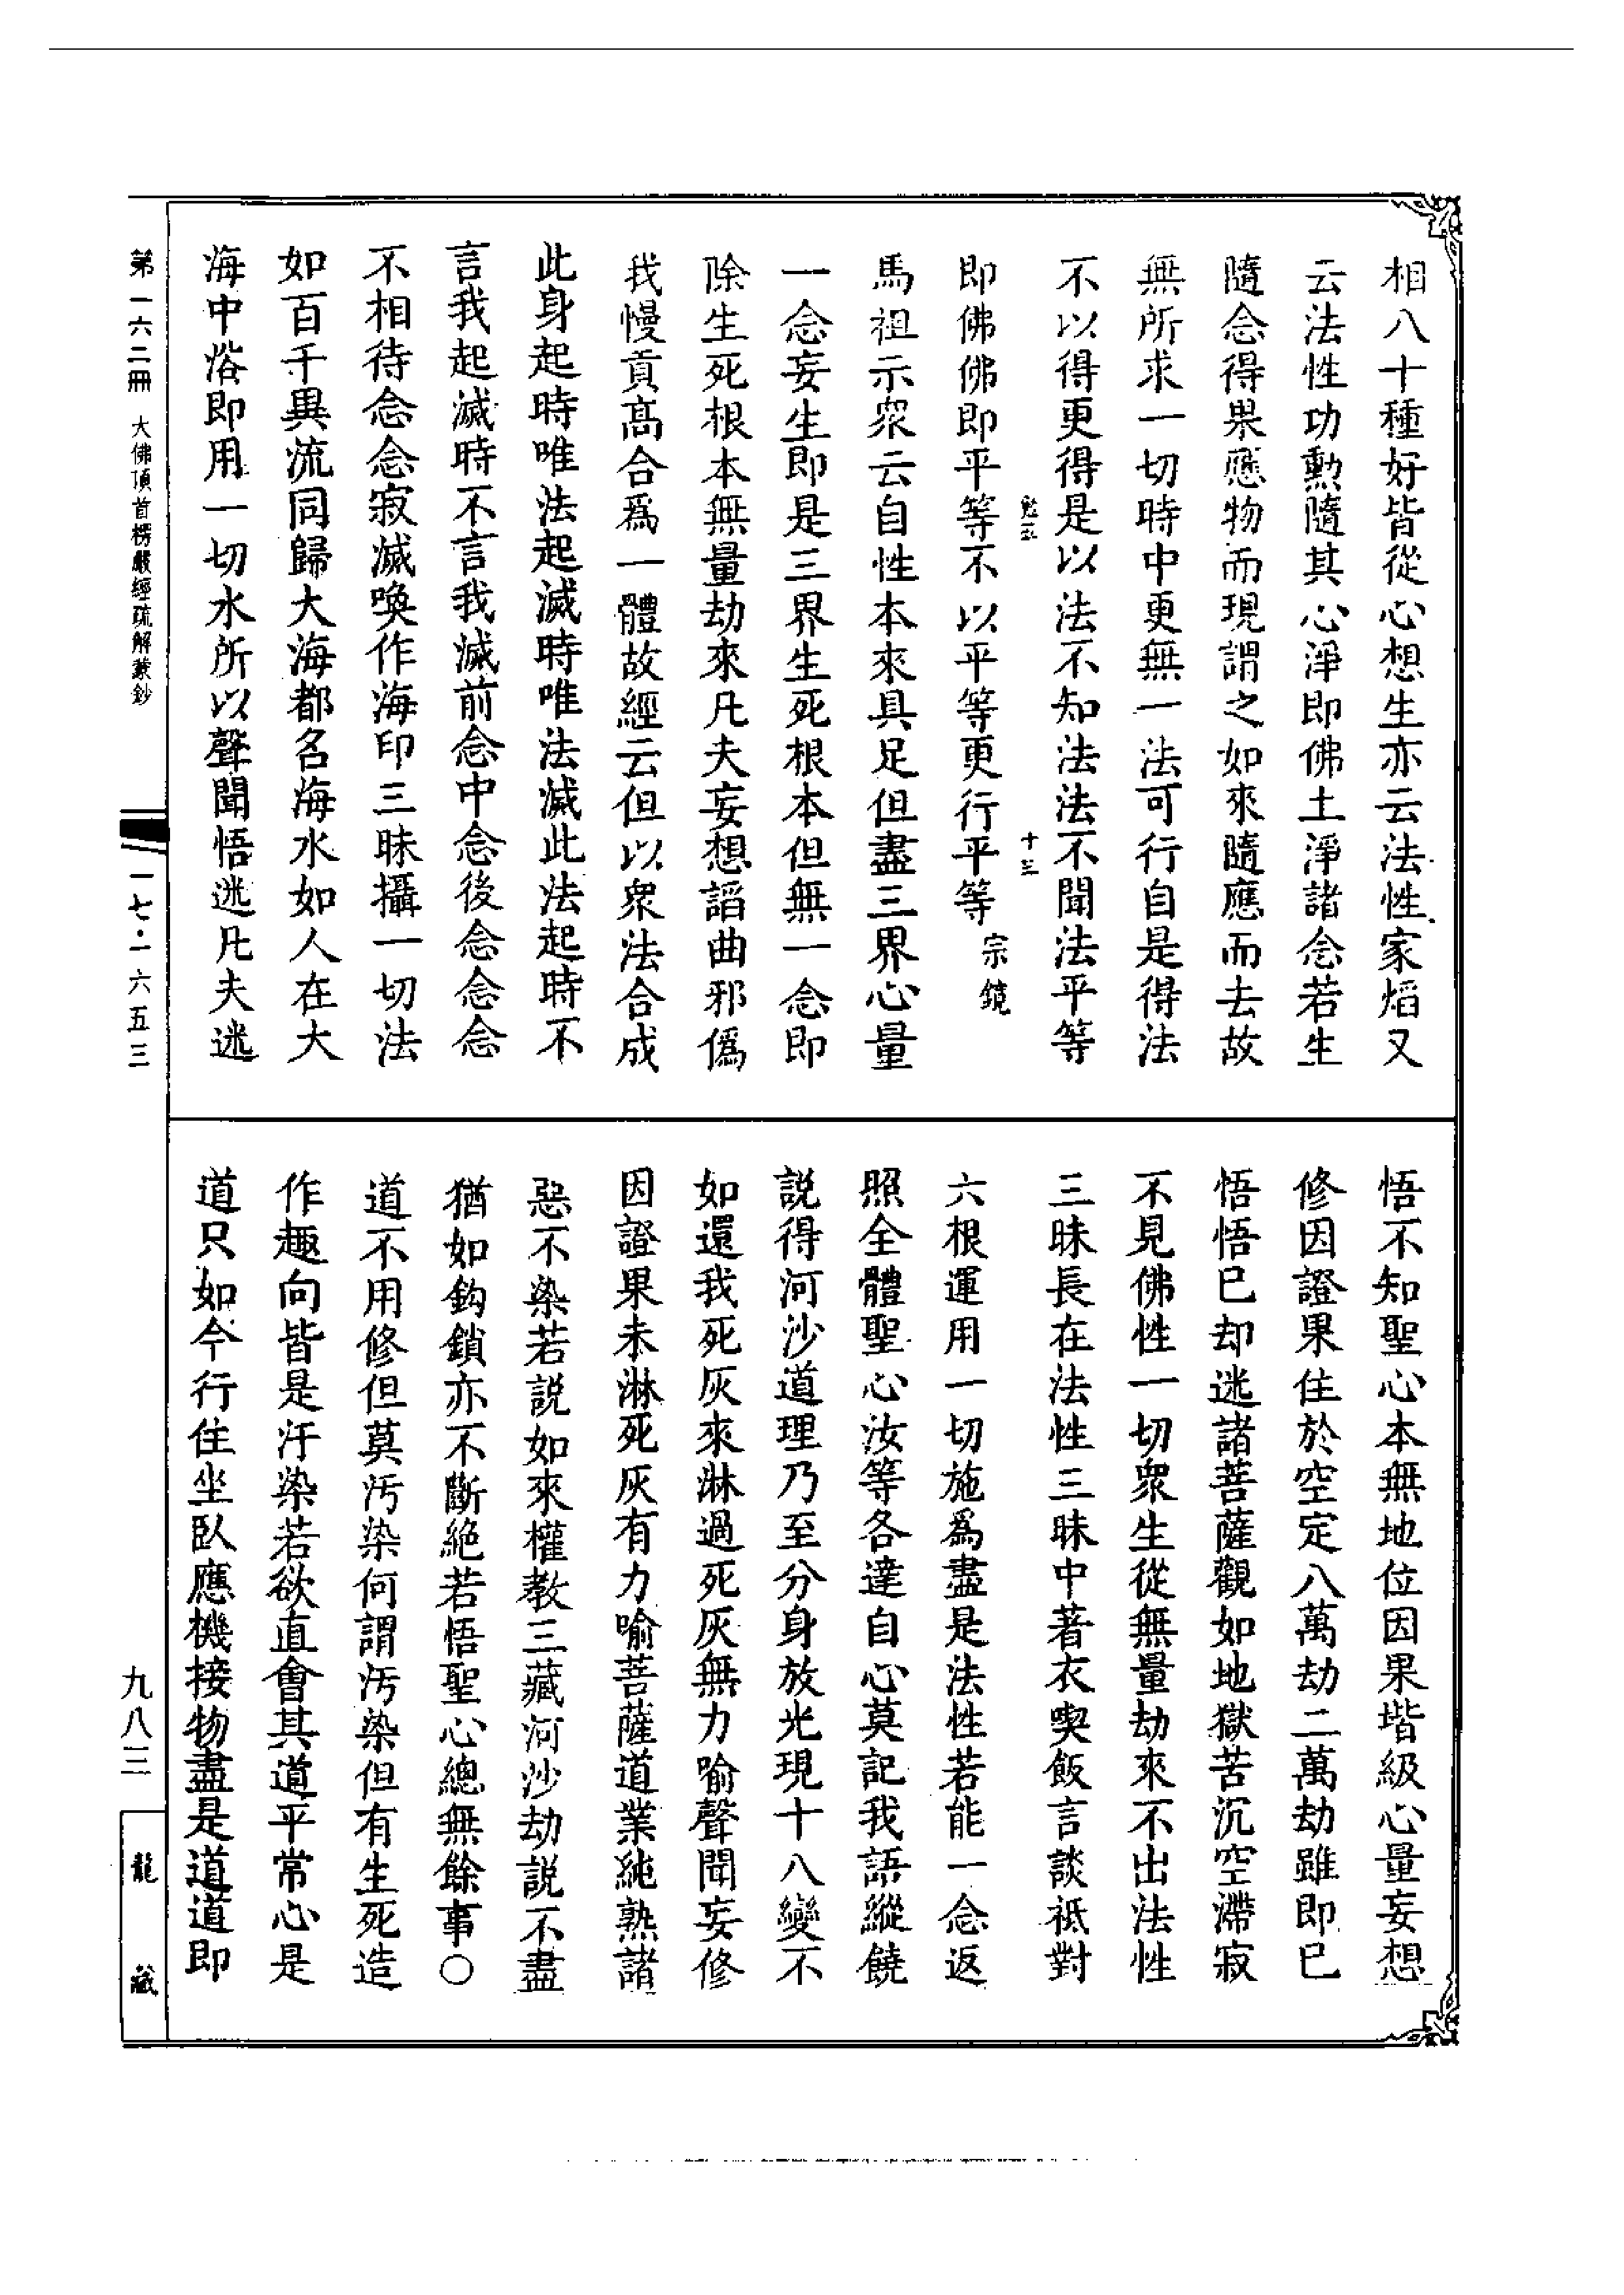 相八十種好皆從心想生亦云法性家焰又
云法性功勲隨其心淨即佛土淨諸念若生
隨念得果應物而現謂之如來隨應而去故
無所求一切時中更無一法可行自是得法
不以得更得是以法不知法法不聞法平等
十三
即佛佛即平等不以平等更行平等宗鏡
馬祖示衆云自性本來具足但盡三界心量
一念妄生即是三界生死根本但無一念即
除生死根本無量劫來凡夫妄想謟曲邪僞
我慢貢高合爲一體故經云但以衆法合成
此身起時唯法起滅時唯法滅此法起時不
言我起滅時不言我滅前念中念後念念念
不相待念念寂滅喚作海印三昧攝一切法
如百千異流同歸大海都名海水如人在大
海中浴即用一切水所以聲聞悟迷凡夫迷
悟不知聖心本無地位因果堦級心量妄想
修因證果住於空定八萬劫二萬劫雖即已
悟悟已却迷諸菩薩觀如地獄苦沉空滯寂
不見佛性一切衆生從無量劫來不出法性
三昧長在法性三昧中著衣喫飯言談祗對
六根運用一切施爲盡是法性若能一念返
照全體聖心汝等各達自心莫記我語縱饒
説得河沙道理乃至分身放光現十八變不
如還我死灰來淋過死灰無力喻聲聞妄修
因證果未淋死灰有力喻菩薩道業純熟諸
惡不染若説如來權教三藏河沙劫説不盡
猶如鈎鎖亦不斷絶若悟聖心總無餘事○
道不用修但莫汚染何謂汚染但有生死造
作趣向皆是汙染若欲直會其道平常心是
道只如今行住坐臥應機接物盡是道道即
第一六二冊 大佛頂首楞嚴經疏解蒙鈔
一七·一六五三
九八三
龍藏